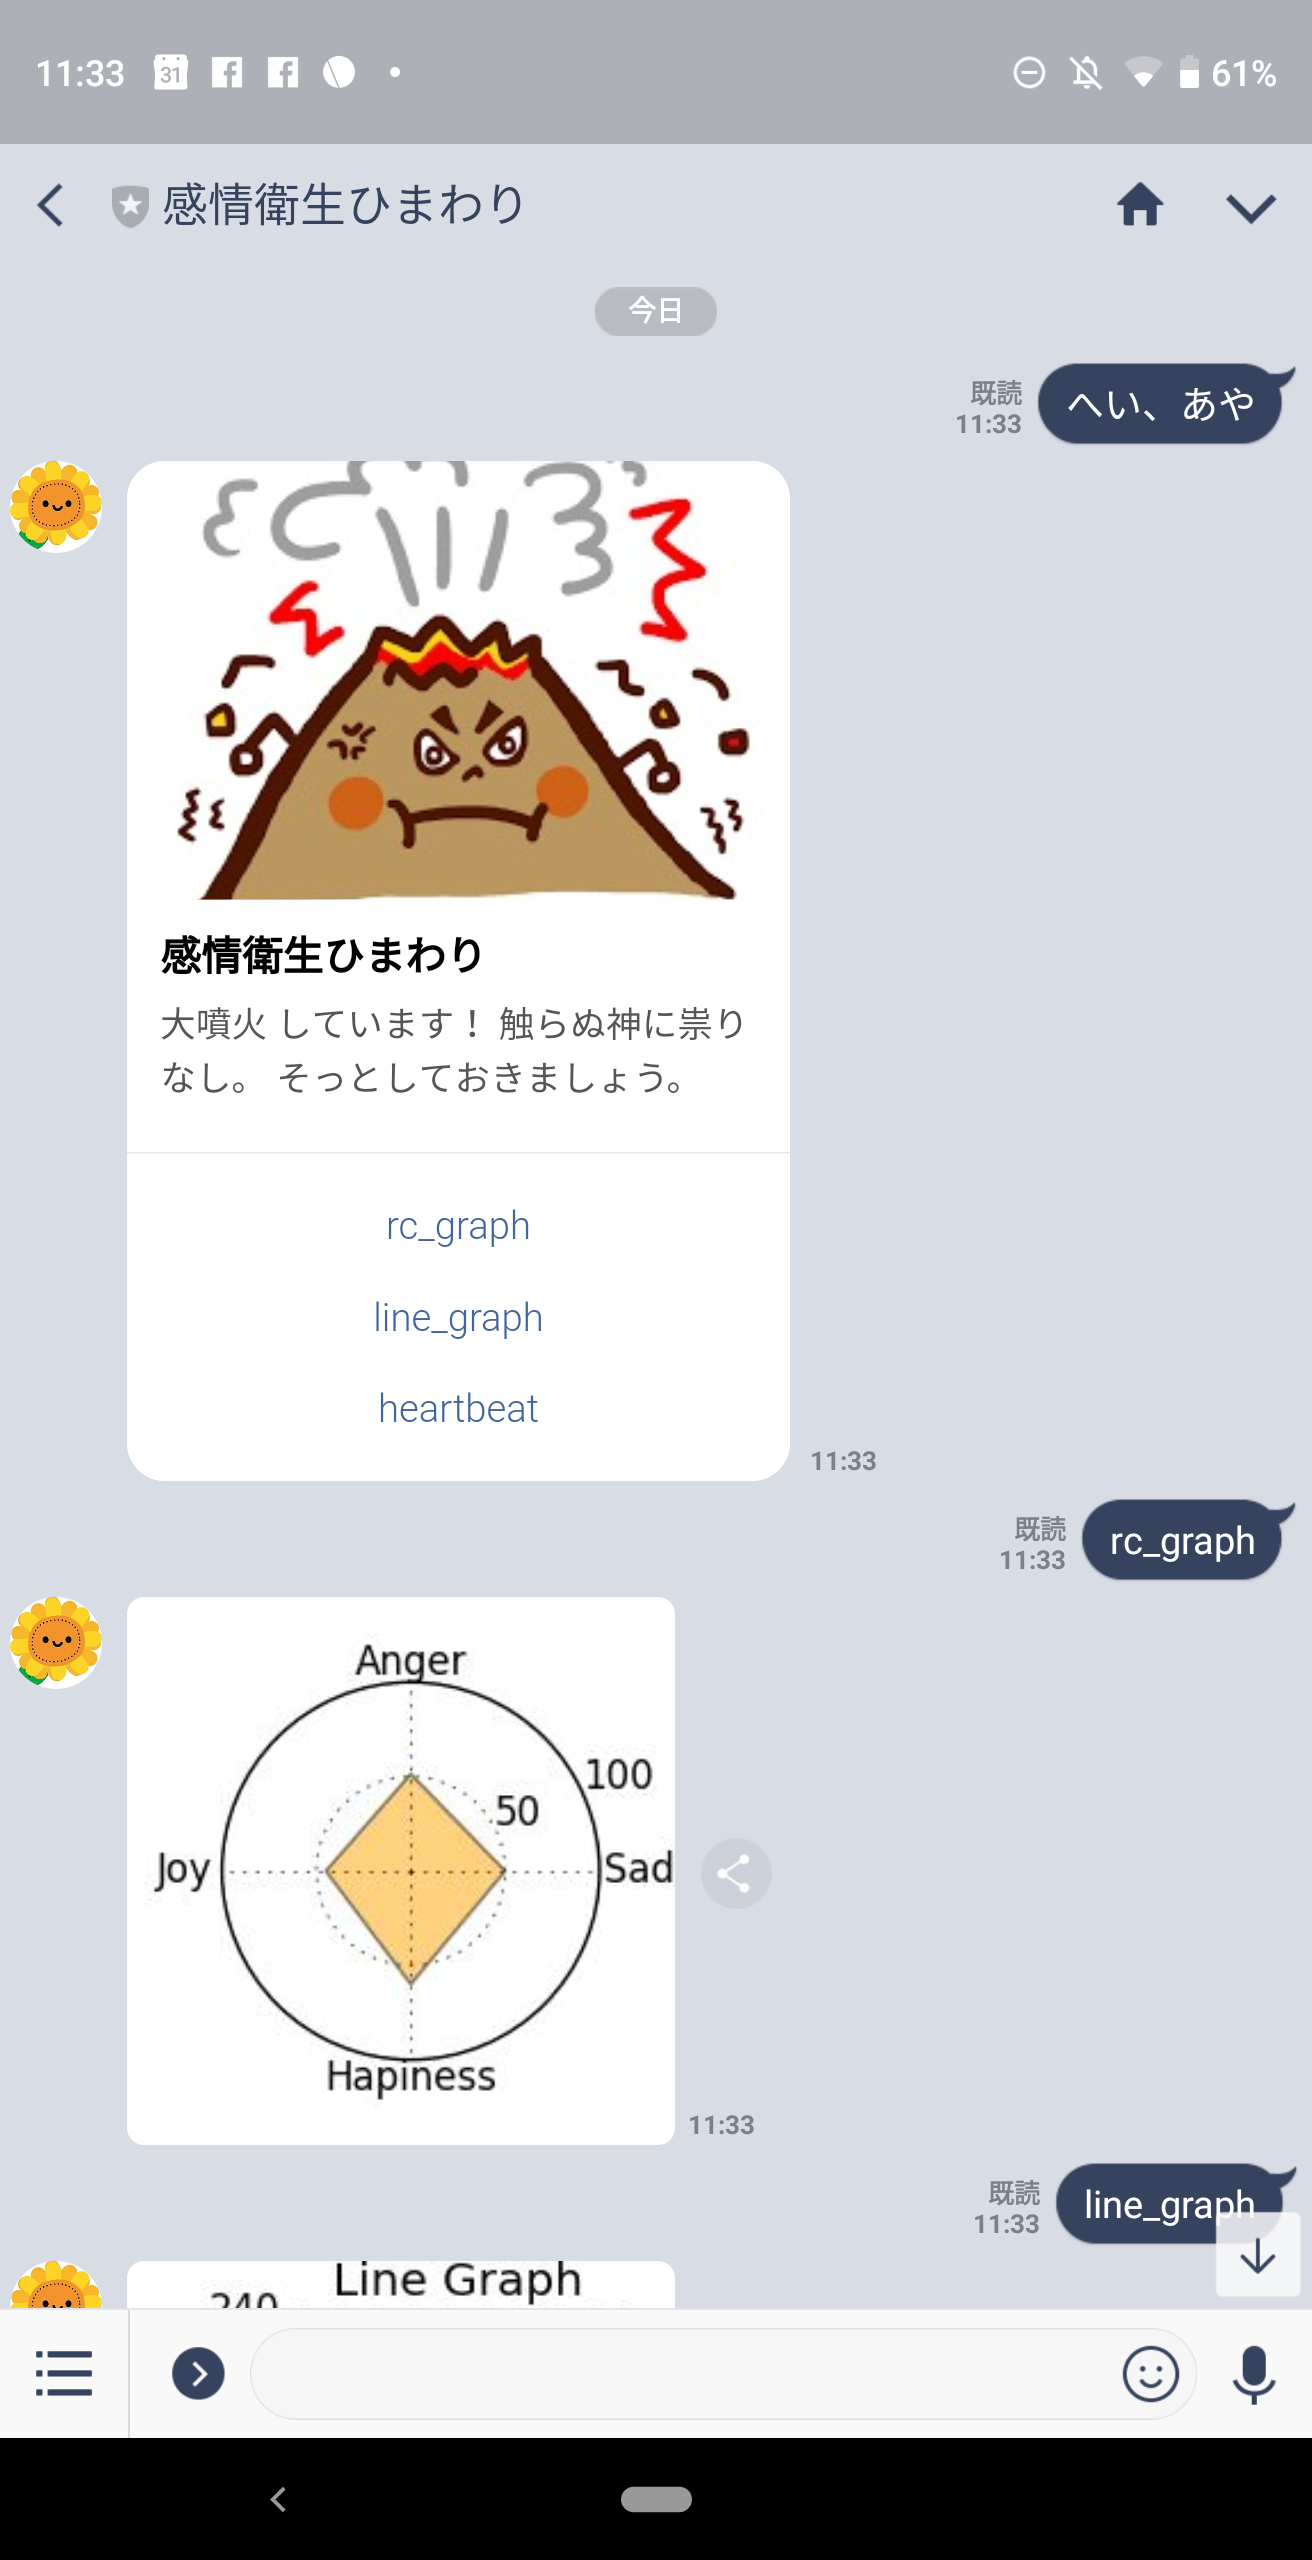 11:33
31
61%
感情衛生ひまわり
今日
既読
11:33
へい、あや
感情衛生ひまわり
大噴火 しています！ 触らぬ神に祟り
なし。 そっとしておきましょう。
rc_graph
line_graph
heartbeat
11:33
既読
11:33
rc_graph
Anger
100
50
Joy
Sad
Hapiness
11:33
既読
11:33
line_graph
Line Graph
240